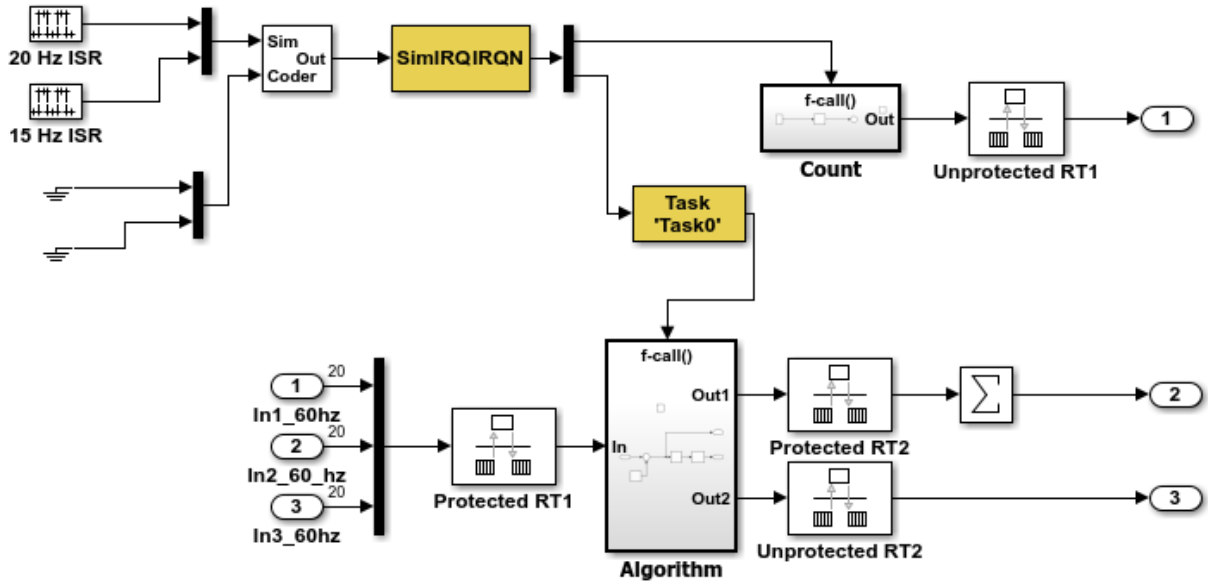 20 Hz ISR
15 Hz ISR
Sim
Out
Coder
SimIRQIRQN
f-call()
Out
Count
Unprotected RT1
1
Task
'Task0'
20
1
In1_60hz
20
2
In2_60_hz
20
3
In3_60hz
Protected RT1
f-call()
In
Out1
Out2
Algorithm
Protected RT2
Σ
2
Unprotected RT2
3